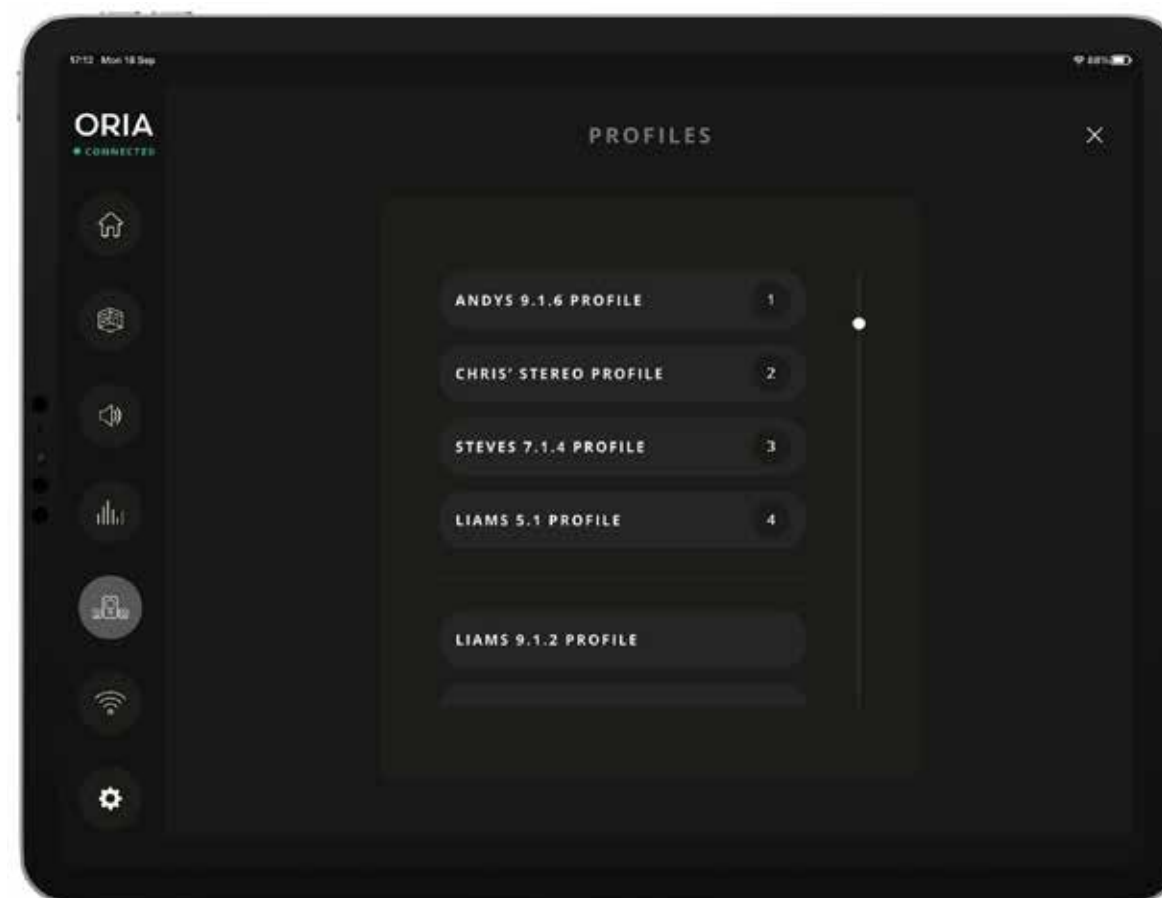 17:12 Mon 18 Sep
88%
ORIA
CONNECTED
PROFILES
ANDYS 9.1.6 PROFILE 1
CHRIS' STEREO PROFILE 2
STEVES 7.1.4 PROFILE 3
LIAMS 5.1 PROFILE 4
LIAMS 9.1.2 PROFILE